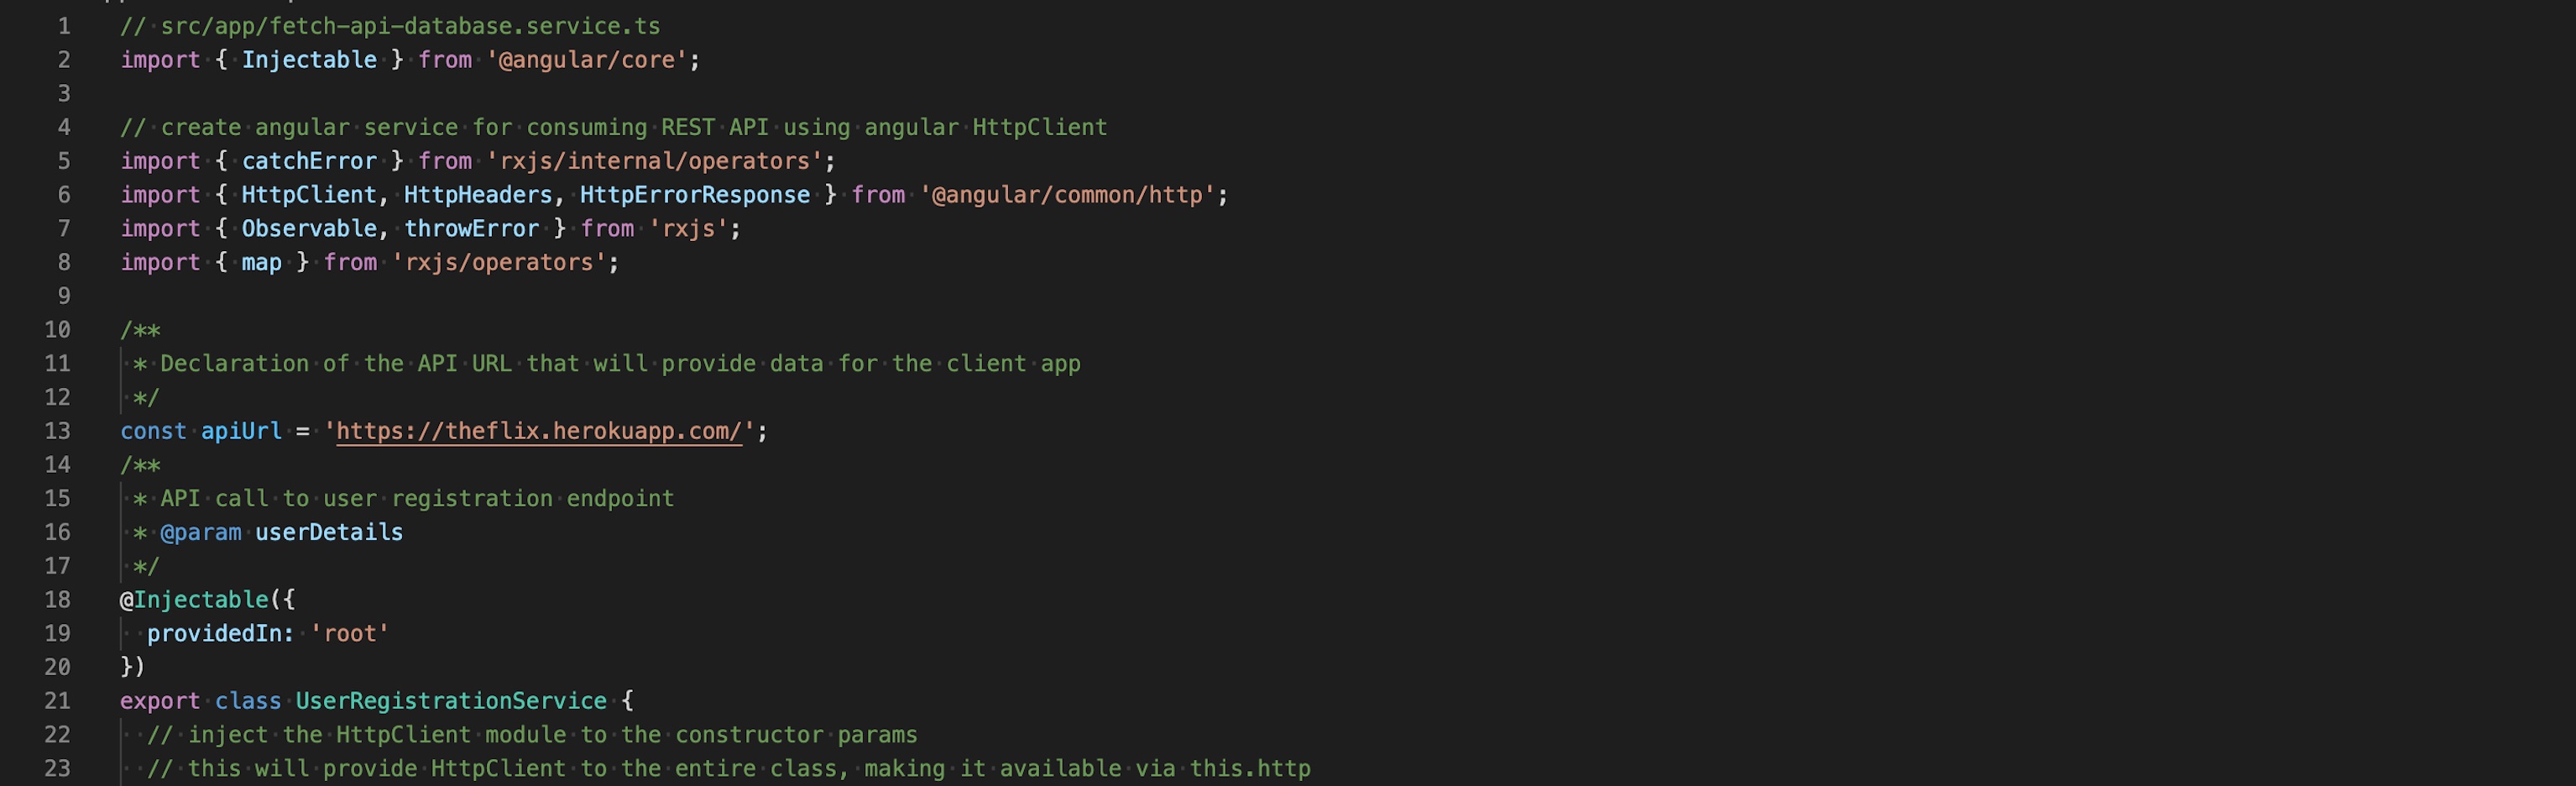 1 // src/app/fetch-api-database.service.ts
2 import { Injectable } from '@angular/core';
3
4 // create angular service for consuming REST API using angular HttpClient
5 import { catchError } from 'rxjs/internal/operators';
6 import { HttpClient, HttpHeaders, HttpErrorResponse } from '@angular/common/http';
7 import { Observable, throwError } from 'rxjs';
8 import { map } from 'rxjs/operators';
9
10 /**
11  * Declaration of the API URL that will provide data for the client app
12  */
13 const apiUrl = 'https://theflix.herokuapp.com/';
14 /**
15  * API call to user registration endpoint
16  * @param userDetails
17  */
18 @Injectable({
19   providedIn: 'root'
20 })
21 export class UserRegistrationService {
22   // inject the HttpClient module to the constructor params
23   // this will provide HttpClient to the entire class, making it available via this.http